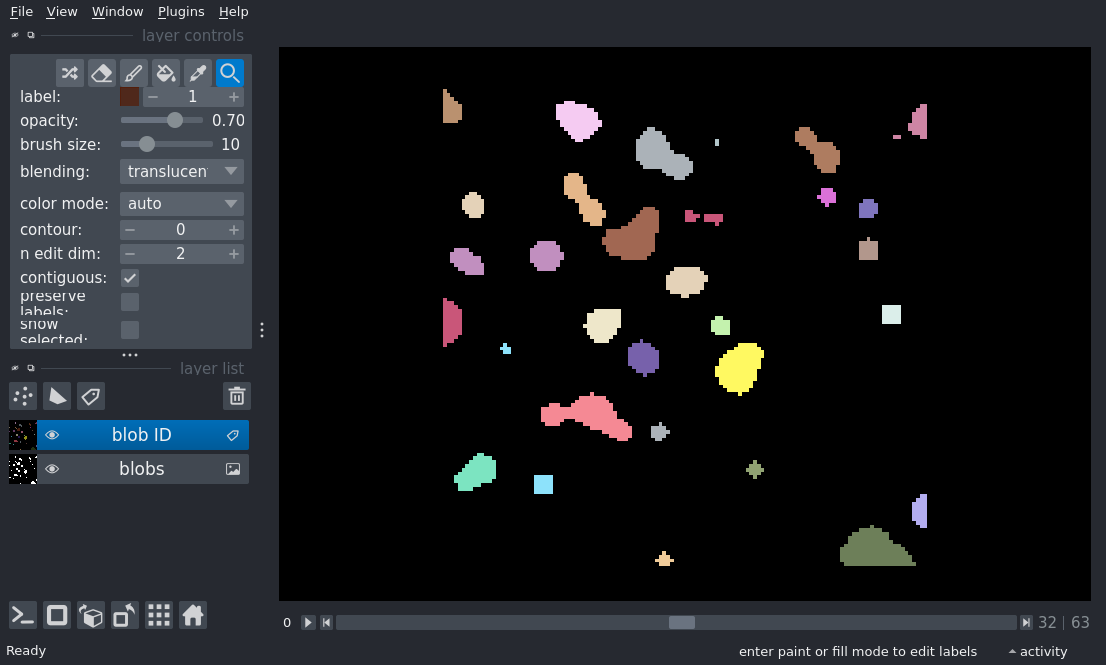 File View Window Plugins Help
layer controls
label: 1
opacity: 0.70
brush size: 10
blending: translucen
color mode: auto
contour: 0
n edit dim: 2
contiguous:
preserve
labels:
show
selected:
layer list
blob ID
blobs
0 32 | 63
Ready enter paint or fill mode to edit labels activity